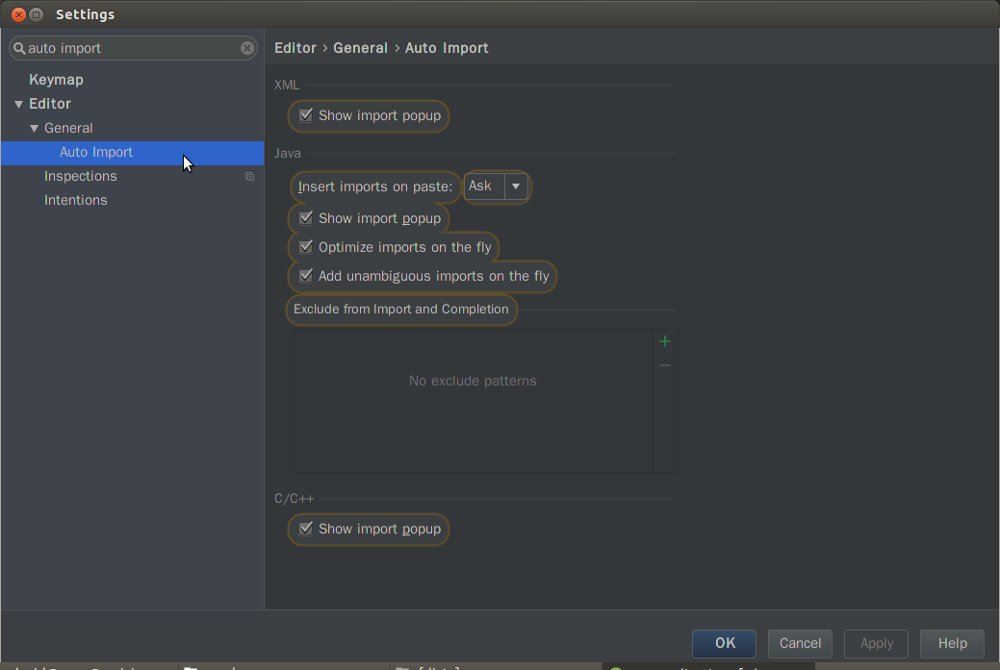 Settings
auto import
Keymap
Editor
General
Auto Import
Inspections
Intentions
Editor › General › Auto Import
XML
Show import popup
Java
Insert imports on paste: Ask
Show import popup
Optimize imports on the fly
Add unambiguous imports on the fly
Exclude from Import and Completion
No exclude patterns
C/C++
Show import popup
OK Cancel Apply Help